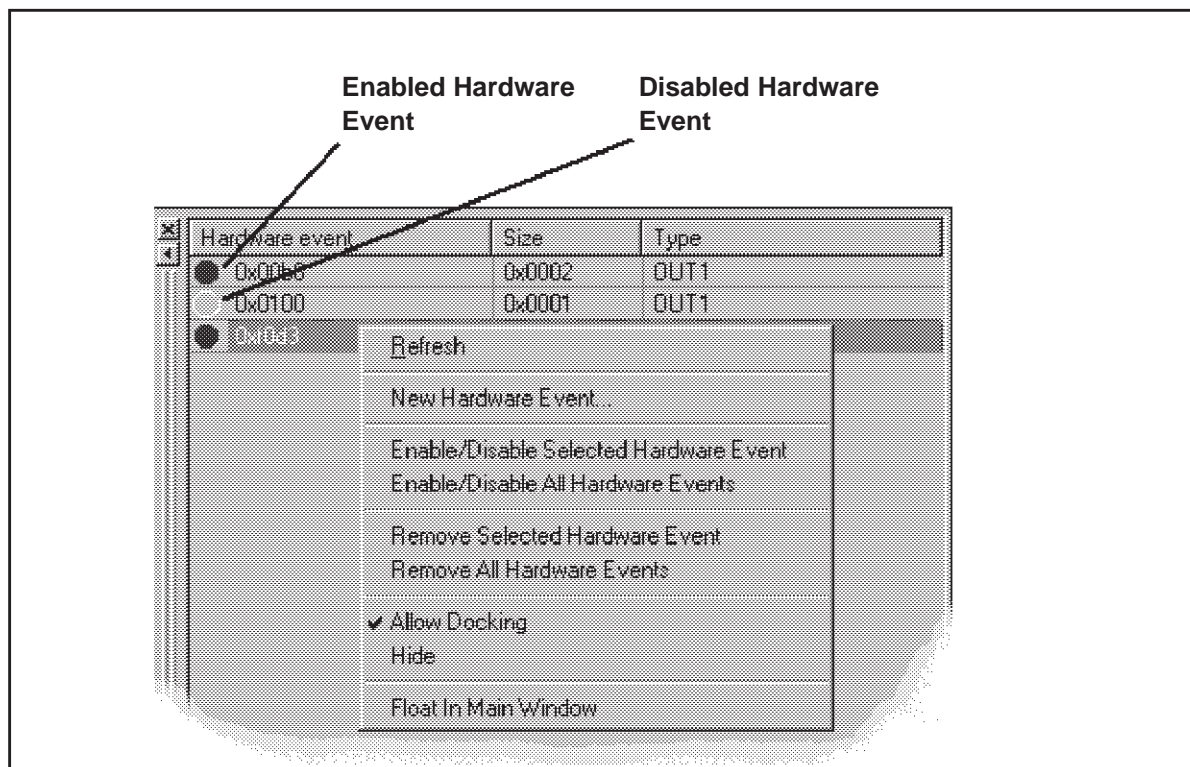 Enabled Hardware Event
Disabled Hardware Event
Hardware event Size Type
0x0002 OUT1
0x0100 0x0001 OUT1
Refresh
New Hardware Event...
Enable/Disable Selected Hardware Event
Enable/Disable All Hardware Events
Remove Selected Hardware Event
Remove All Hardware Events
Allow Docking
Hide
Float In Main Window